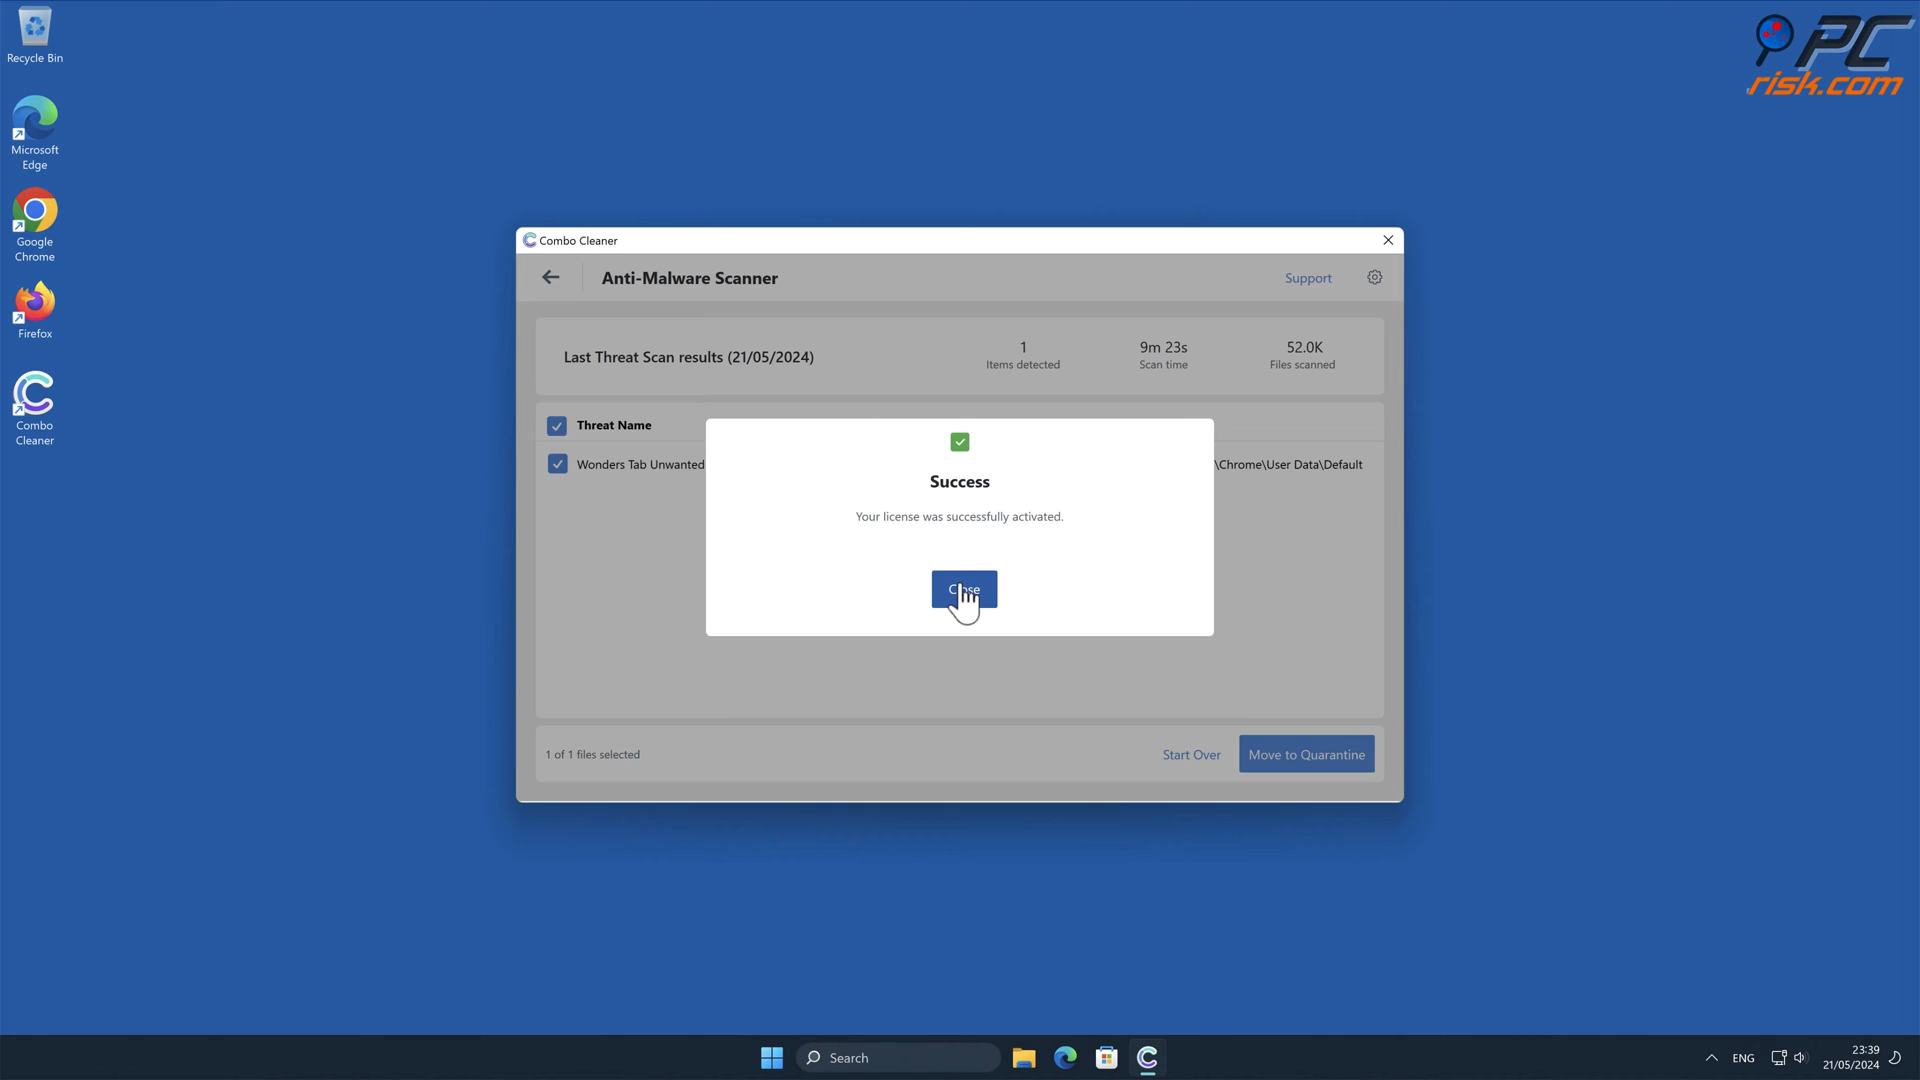 Recycle Bin
Microsoft
Edge
Google
Chrome
Firefox
Combo
Cleaner
PC
risk.com
Combo Cleaner
Anti-Malware Scanner
Support
Last Threat Scan results (21/05/2024)
1
Items detected
9m 23s
Scan time
52.0K
Files scanned
Threat Name
Wonders Tab Unwanted
\Chrome\User Data\Default
Success
Your license was successfully activated.
Close
1 of 1 files selected
Start Over
Move to Quarantine
Search
ENG
23:39
21/05/2024